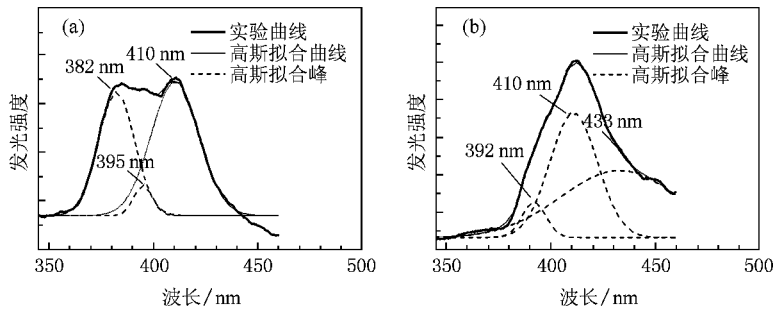 (a)
实验曲线
高斯拟合曲线
高斯拟合峰
382 nm
410 nm
395 nm
发光强度
350
400
450
500
波长/nm
(b)
实验曲线
高斯拟合曲线
高斯拟合峰
410 nm
433 nm
392 nm
发光强度
350
400
450
500
波长/nm